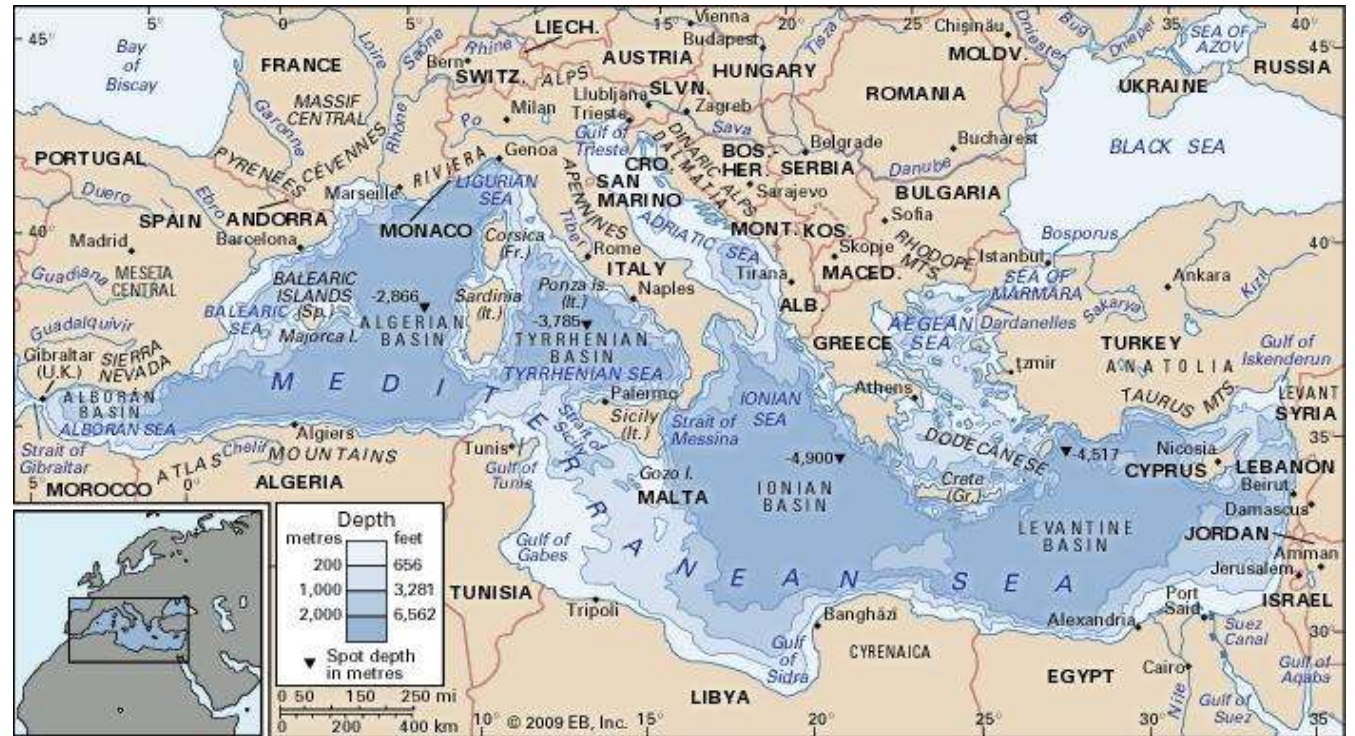 5°
0°
5°
15°
20°
25°
30°
35°
40°
45°
45°
40°
40°
35°
35°
30°
5°
0°
10°
15°
20°
25°
30°
35°
Bay
of
Biscay
FRANCE
MASSIF
CENTRAL
Loire
Saône
Rhine
LIECH.
Bern
SWITZ.
ALPS
AUSTRIA
Vienna
Budapest
HUNGARY
Tisza
Chişinău
MOLDV.
Dniester
Bug
Dnieper
SEA OF
AZOV
RUSSIA
UKRAINE
ROMANIA
Garonne
CÉVENNES
Rhône
Milan
Po
Llubljana
SLVN.
Trieste
Zagreb
Gulf of
Trieste
Sava
Belgrade
Bucharest
BLACK SEA
PORTUGAL
PYRENEES
RIVIERA
Genoa
LIGURIAN
SEA
APENNINES
CRO.
SAN
MARINO
DINARIC ALPS
DALMATIA
BOS.-
HER.
SERBIA
Sarajevo
Danube
BULGARIA
Sofia
Duero
Ebro
SPAIN
ANDORRA
Marseille
MONACO
Corsica
(Fr.)
Tiber
Rome
ITALY
ADRIATIC SEA
MONT.
KOS.
Skopje
MACED.
RHODOPE
MTS.
Istanbul
Bosporus
SEA OF
MARMARA
Ankara
Kızıl
Sakarya
Madrid
Barcelona
Guadiana
MESETA
CENTRAL
BALEARIC
ISLANDS
(Sp.)
BALEARIC
SEA
Majorca I.
-2,866
ALGERIAN
BASIN
Sardinia
(It.)
Ponza Is.
(It.)
Naples
-3,785
TYRRHENIAN
BASIN
TYRRHENIAN SEA
Tirana
ALB.
GREECE
AEGEAN
SEA
Dardanelles
TURKEY
ANATOLIA
Gulf of
Iskenderun
Guadalquivir
Gibraltar
(U.K.)
SIERRA
NEVADA
ALBORAN
BASIN
ALBORAN SEA
Strait of
Gibraltar
MEDITERRANEAN SEA
Palermo
Sicily
(It.)
Strait of
Sicily
Strait of
Messina
IONIAN
SEA
Athens
Izmir
TAURUS MTS.
LEVANT
SYRIA
Algiers
Chelif
ATLAS MOUNTAINS
MOROCCO
ALGERIA
Tunis
Gulf of
Tunis
Gozo I.
MALTA
-4,900
IONIAN
BASIN
DODECANESE
Crata
(Gr.)
-4,517
Nicosia
CYPRUS
LEBANON
Beirut
Damascus
LEVANTINE
BASIN
JORDAN
Amman
Jerusalem
ISRAEL
Gulf of
Gabes
TUNISIA
Tripoli
Gulf
of
Sidra
Banghāzī
CYRENAICA
LIBYA
Alexandria
Port
Said
Suez
Canal
EGYPT
Cairo
Nile
Gulf of
Suez
Gulf of
Aqaba
Depth
metres feet
200 656
1,000 3,281
2,000 6,562
Spot depth
in metres
0 50 150 250 mi
0 200 400 km
© 2009 EB, Inc.